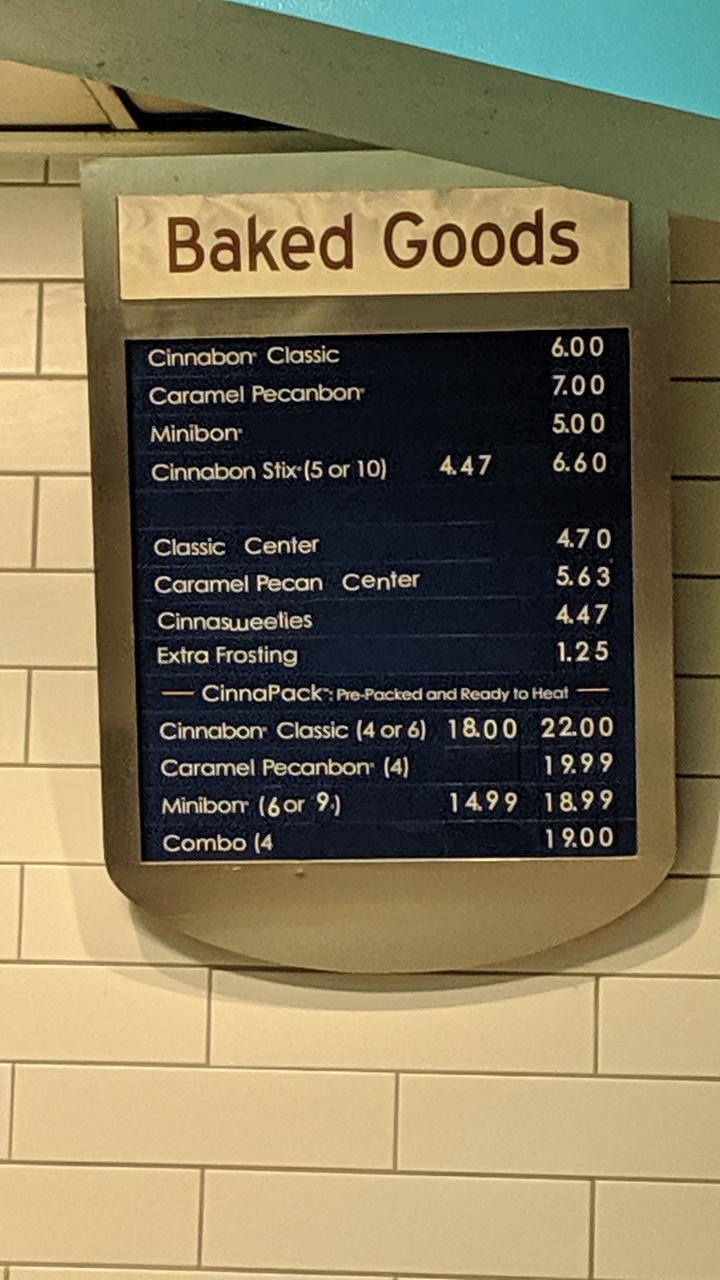 Baked Goods
Cinnabon Classic 6.00
Caramel Pecanbon 7.00
Minibon 5.00
Cinnabon Stix (5 or 10) 4.47 6.60
Classic Center 4.70
Caramel Pecan Center 5.63
Cinnasweeties 4.47
Extra Frosting 1.25
CinnaPack™: Pre-Packed and Ready to Heat
Cinnabon Classic (4 or 6) 18.00 22.00
Caramel Pecanbon (4) 19.99
Minibon (6 or 9) 14.99 18.99
Combo (4 19.00